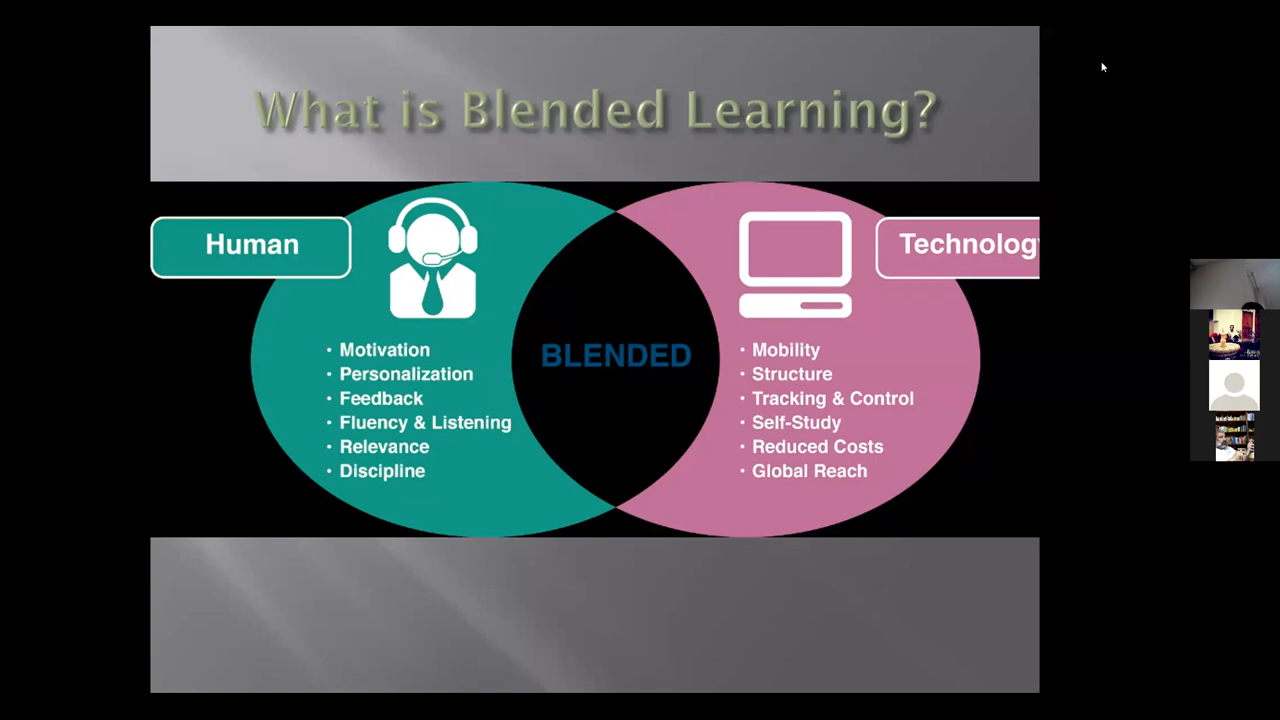 What is Blended Learning?
Human
Technology
BLENDED
• Motivation
• Personalization
• Feedback
• Fluency & Listening
• Relevance
• Discipline
• Mobility
• Structure
• Tracking & Control
• Self-Study
• Reduced Costs
• Global Reach